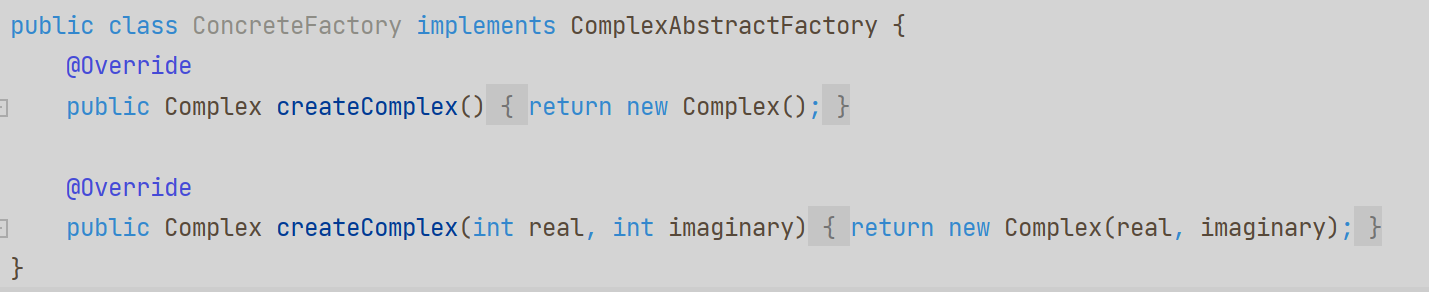 public class ConcreteFactory implements ComplexAbstractFactory {
    @Override
    public Complex createComplex() { return new Complex(); }
    @Override
    public Complex createComplex(int real, int imaginary) { return new Complex(real, imaginary); }
}